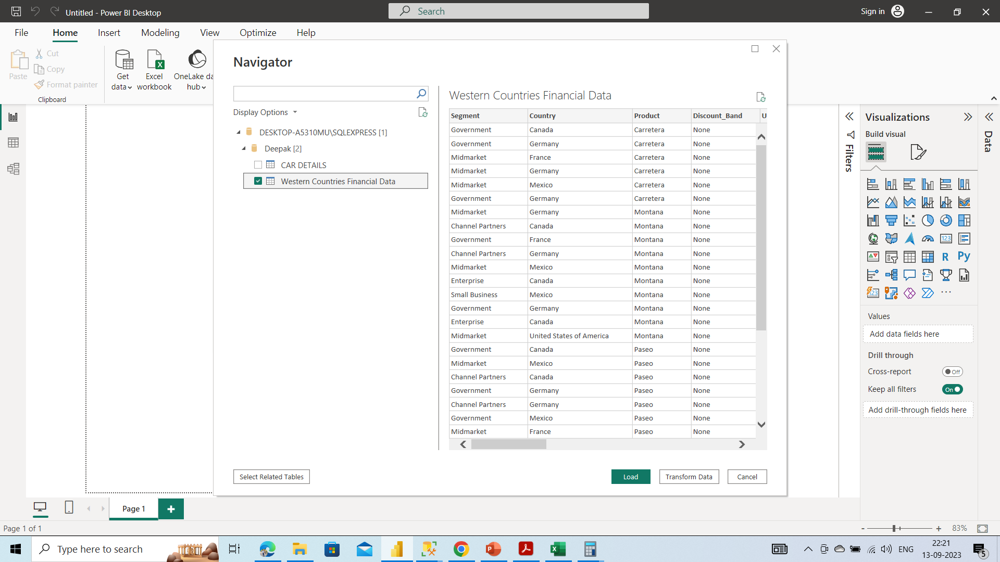 Untitled - Power BI Desktop
Search
Sign in
File Home Insert Modeling View Optimize Help
Paste
Cut
Copy
Format painter
Clipboard
Get data
Excel workbook
OneLake da
hub
Navigator
Display Options
DESKTOP-A5310MU\SQLEXPRESS [1]
Deepak [2]
CAR DETAILS
Western Countries Financial Data
Western Countries Financial Data
Segment Country Product Discount_Band U
Government Canada Carretera None
Government Germany Carretera None
Midmarket France Carretera None
Midmarket Germany Carretera None
Midmarket Mexico Carretera None
Government Germany Carretera None
Midmarket Germany Montana None
Channel Partners Canada Montana None
Government France Montana None
Channel Partners Germany Montana None
Midmarket Mexico Montana None
Enterprise Canada Montana None
Small Business Mexico Montana None
Government Germany Montana None
Enterprise Canada Montana None
Midmarket United States of America Montana None
Government Canada Paseo None
Midmarket Mexico Paseo None
Channel Partners Canada Paseo None
Government Germany Paseo None
Channel Partners Germany Paseo None
Government Mexico Paseo None
Midmarket France Paseo None
Select Related Tables
Load
Transform Data
Cancel
Filters
Visualizations
Build visual
123
R
Py
123
Values
Add data fields here
Drill through
Cross-report
Off
Keep all filters
On
Add drill-through fields here
Data
Page 1
Page 1 of 1
- + 83%
Type here to search
ENG
22:21
13-09-2023
5